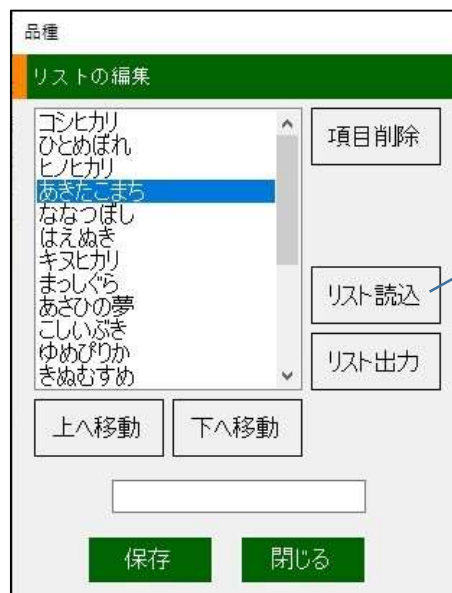 品種
リストの編集
コシヒカリ
ひとめぼれ
ヒノヒカリ
あきたこまち
ななつぼし
はえぬき
キヌヒカリ
まっしぐら
あさひの夢
こしいぶき
ゆめぴりか
きぬむすめ
項目削除
リスト読込
リスト出力
上へ移動
下へ移動
保存
閉じる